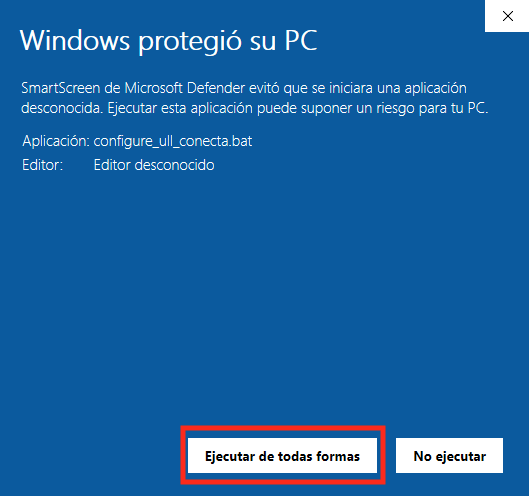 Windows protegió su PC
SmartScreen de Microsoft Defender evitó que se iniciara una aplicación
desconocida. Ejecutar esta aplicación puede suponer un riesgo para tu PC.
Aplicación: configure_ull_conecta.bat
Editor: Editor desconocido
Ejecutar de todas formas
No ejecutar